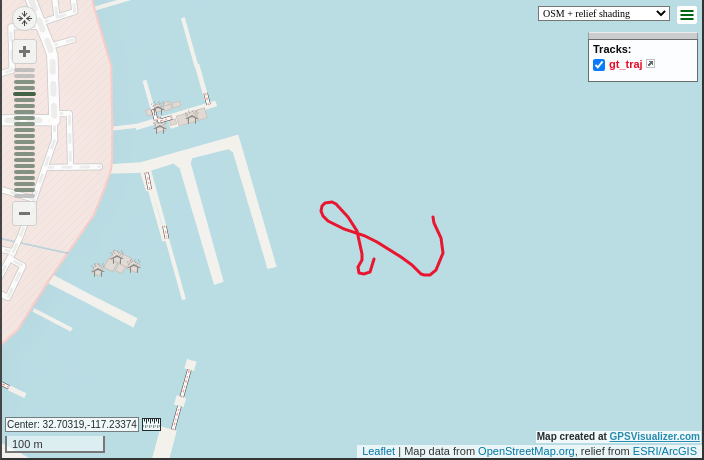 OSM + relief shading
Tracks:
gt_traj
Center: 32.70319,-117.23374
100 m
Map created at GPSVisualizer.com
Leaflet | Map data from OpenStreetMap.org, relief from ESRI/ArcGIS